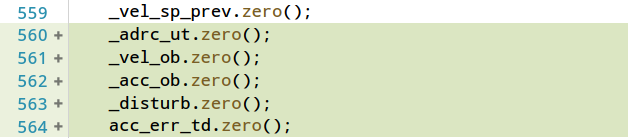 559 _vel_sp_prev.zero();
560 + _adrc_ut.zero();
561 + _vel_ob.zero();
562 + _acc_ob.zero();
563 + _disturb.zero();
564 + acc_err_td.zero();